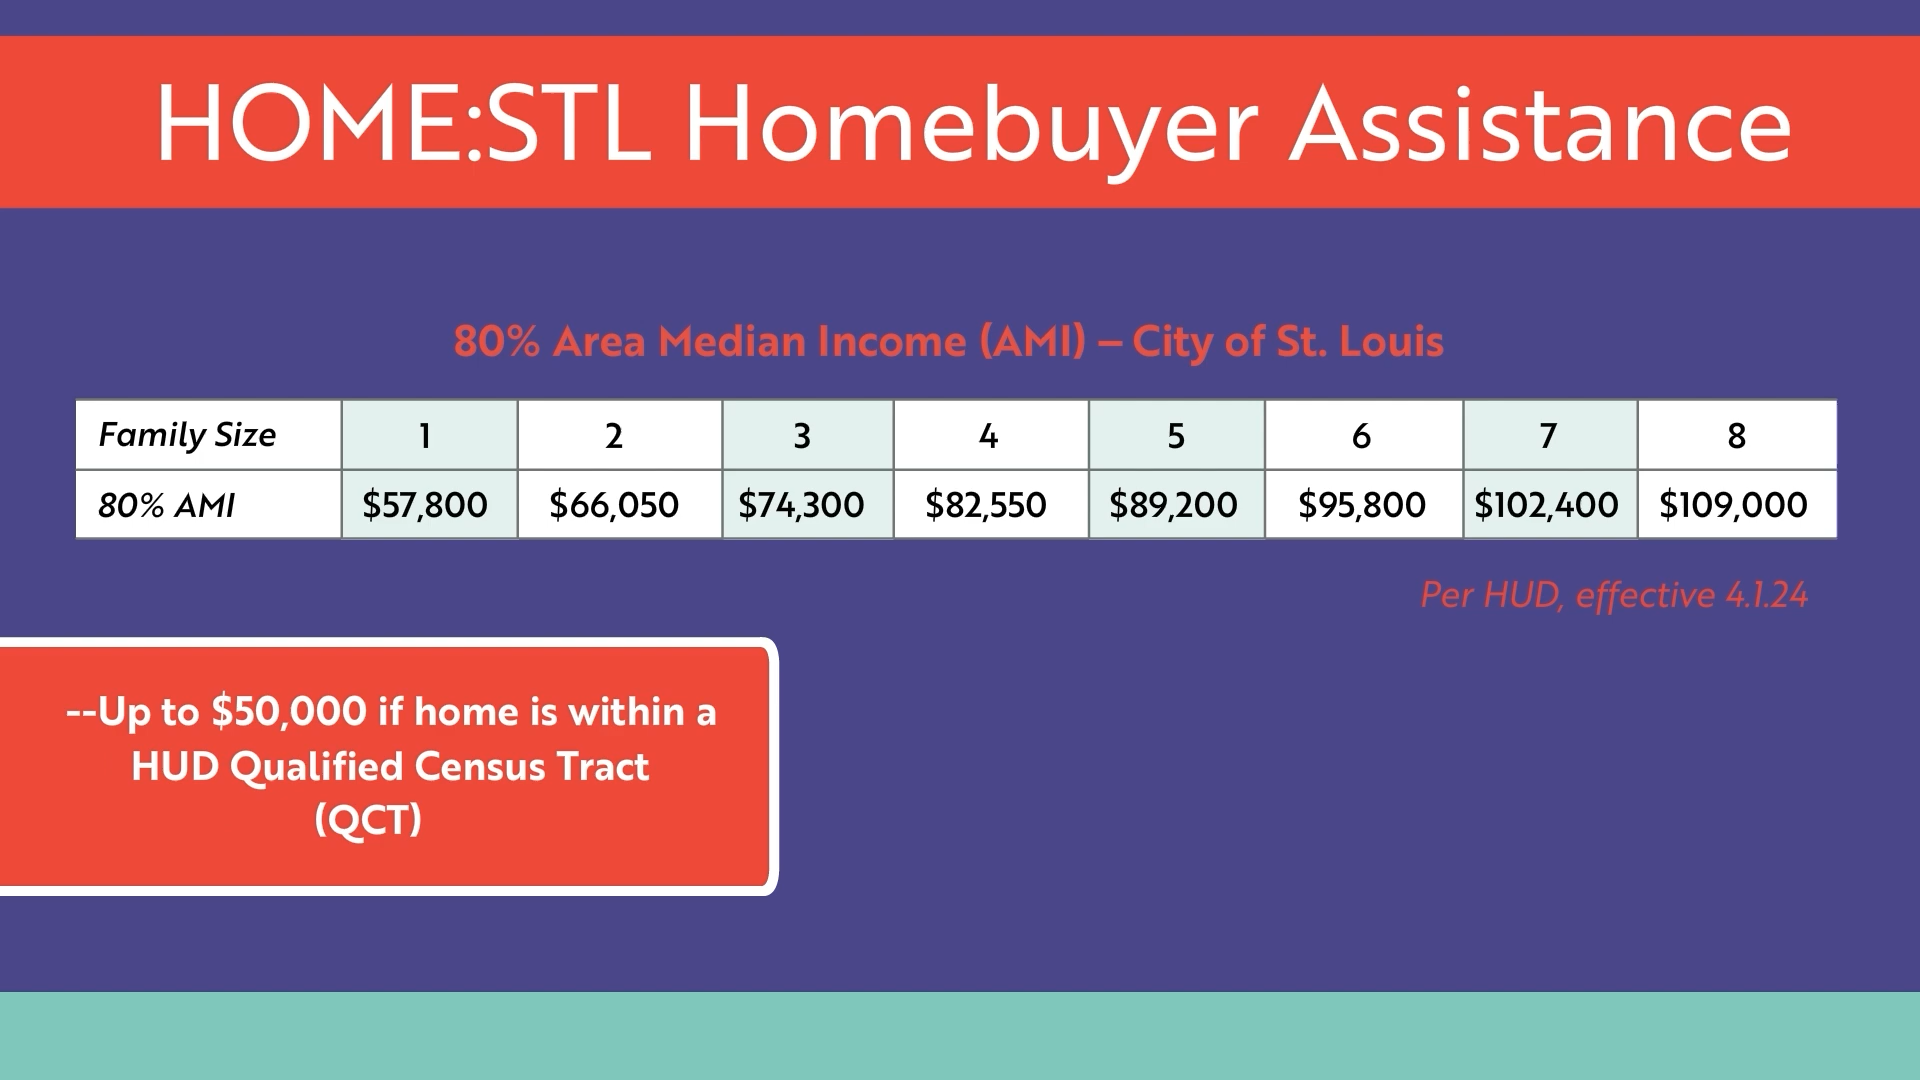 HOME:STL Homebuyer Assistance
80% Area Median Income (AMI) – City of St. Louis
Family Size 1 2 3 4 5 6 7 8
80% AMI $57,800 $66,050 $74,300 $82,550 $89,200 $95,800 $102,400 $109,000
Per HUD, effective 4.1.24
--Up to $50,000 if home is within a
HUD Qualified Census Tract
(QCT)